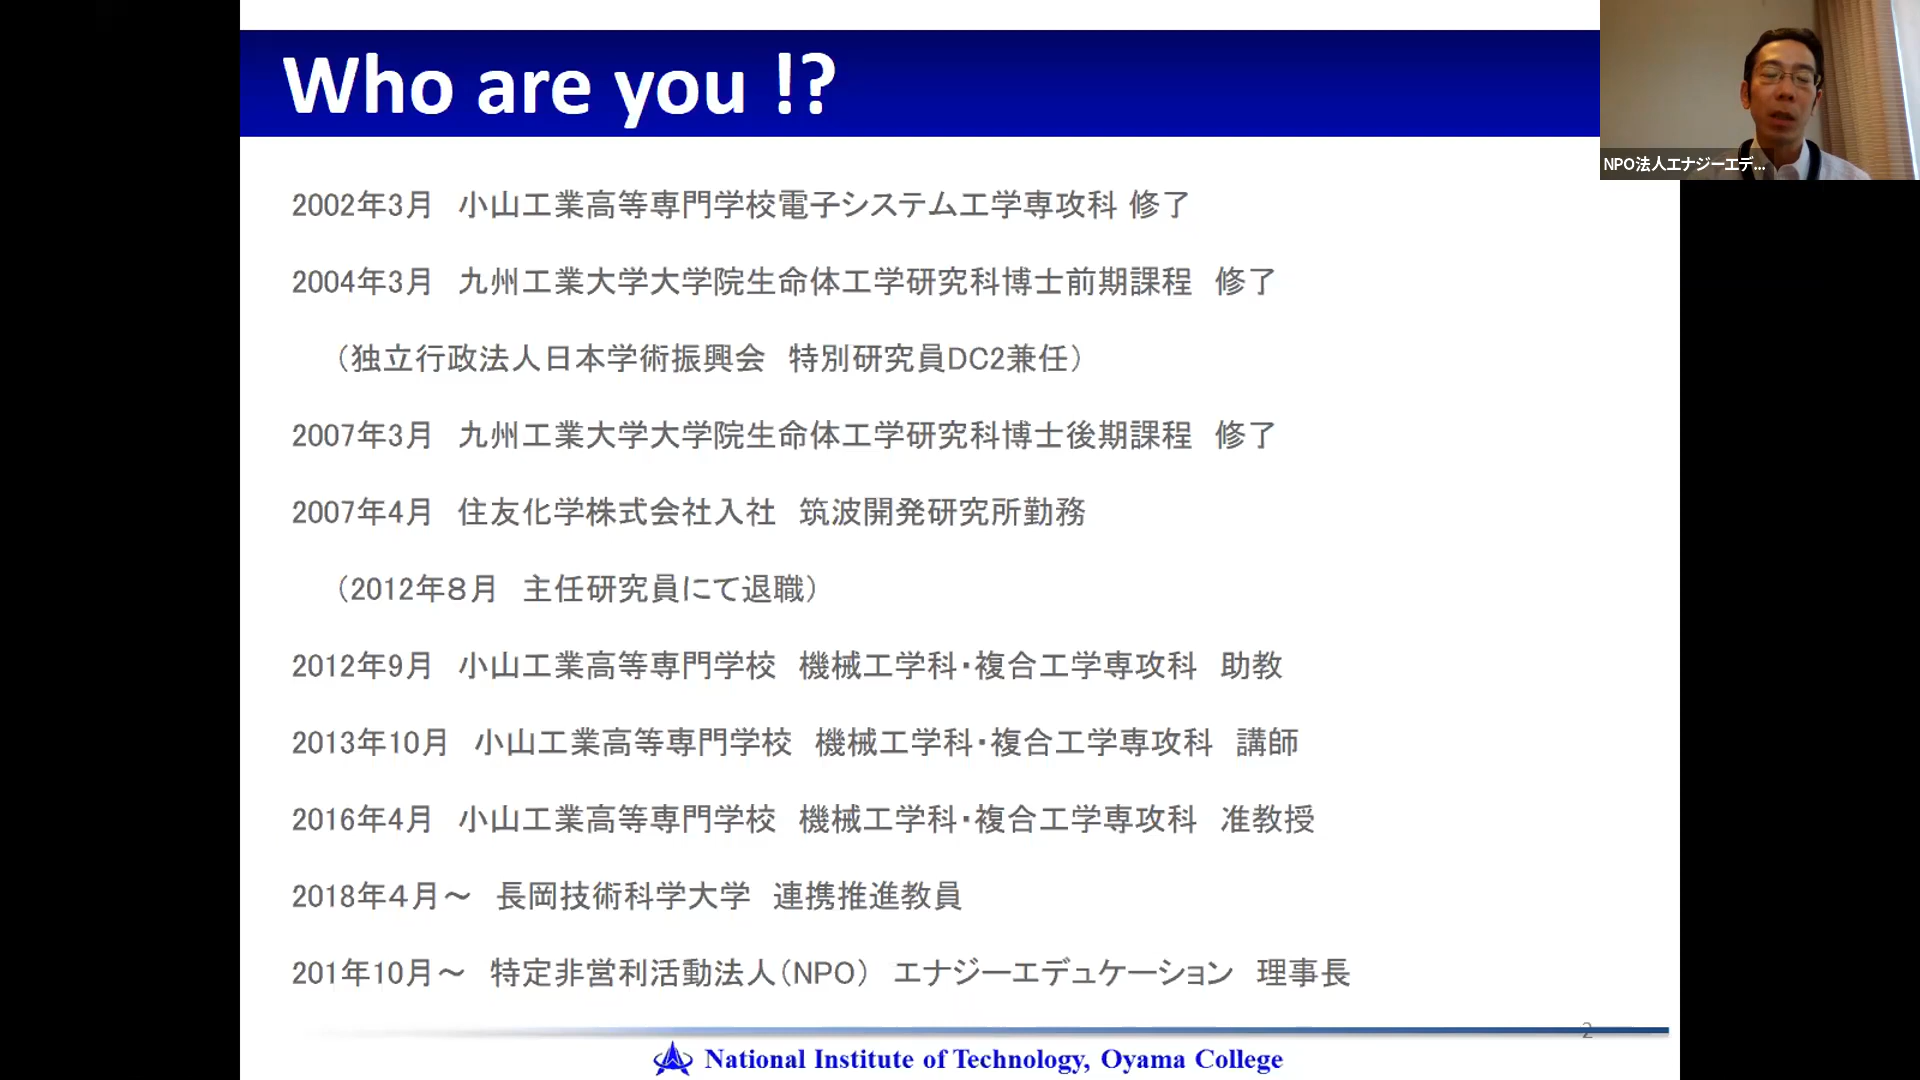 Who are you !?
NPO法人エナジーエデ...
2002年3月　小山工業高等専門学校電子システム工学専攻科 修了
2004年3月　九州工業大学大学院生命体工学研究科博士前期課程　修了
（独立行政法人日本学術振興会　特別研究員DC2兼任）
2007年3月　九州工業大学大学院生命体工学研究科博士後期課程　修了
2007年4月　住友化学株式会社入社　筑波開発研究所勤務
（2012年８月　主任研究員にて退職）
2012年9月　小山工業高等専門学校　機械工学科・複合工学専攻科　助教
2013年10月　小山工業高等専門学校　機械工学科・複合工学専攻科　講師
2016年4月　小山工業高等専門学校　機械工学科・複合工学専攻科　准教授
2018年４月～　長岡技術科学大学　連携推進教員
201年10月～　特定非営利活動法人（NPO）　エナジーエデュケーション　理事長
2
National Institute of Technology, Oyama College